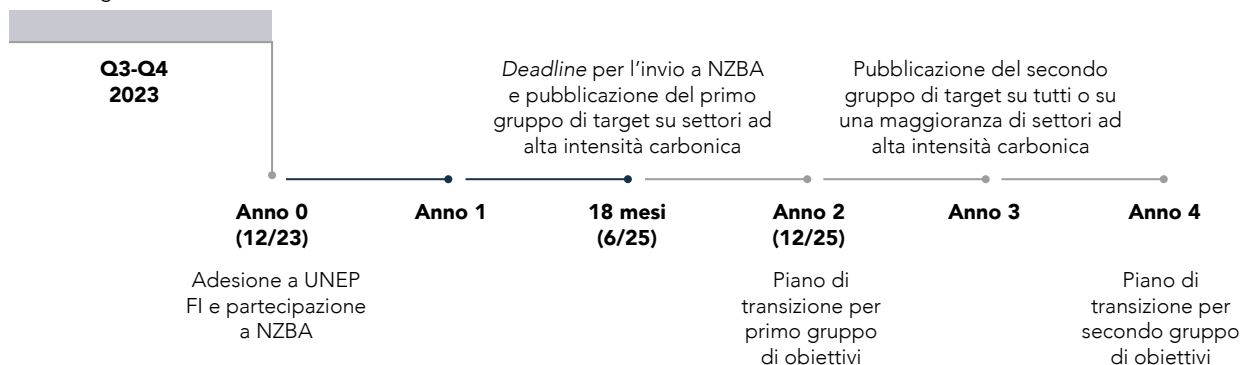 Q3-Q4
2023
Deadline per l'invio a NZBA
e pubblicazione del primo
gruppo di target su settori ad
alta intensità carbonica
Pubblicazione del secondo
gruppo di target su tutti o su
una maggioranza di settori ad
alta intensità carbonica
Anno 0
(12/23)
Anno 1
18 mesi
(6/25)
Anno 2
(12/25)
Anno 3
Anno 4
Adesione a UNEP
FI e partecipazione
a NZBA
Piano di
transizione per
primo gruppo
di obiettivi
Piano di
transizione per
secondo gruppo
di obiettivi